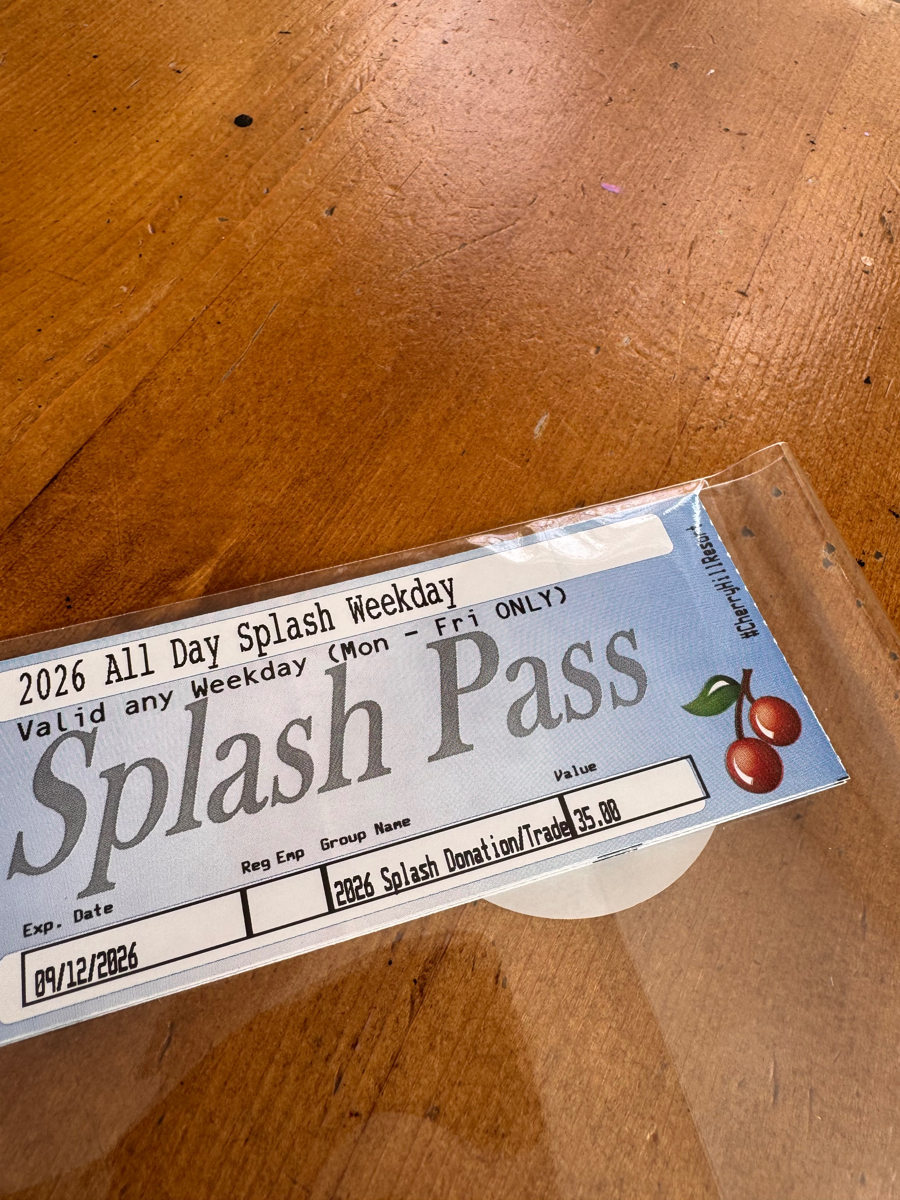 2026 All Day Splash Weekday
Valid any Weekday (Mon - Fri ONLY)
Splash Pass
#CherryHillResort
Exp. Date
Reg Emp
Group Name
Value
09/12/2026
2026 Splash Donation/Trade
35.00